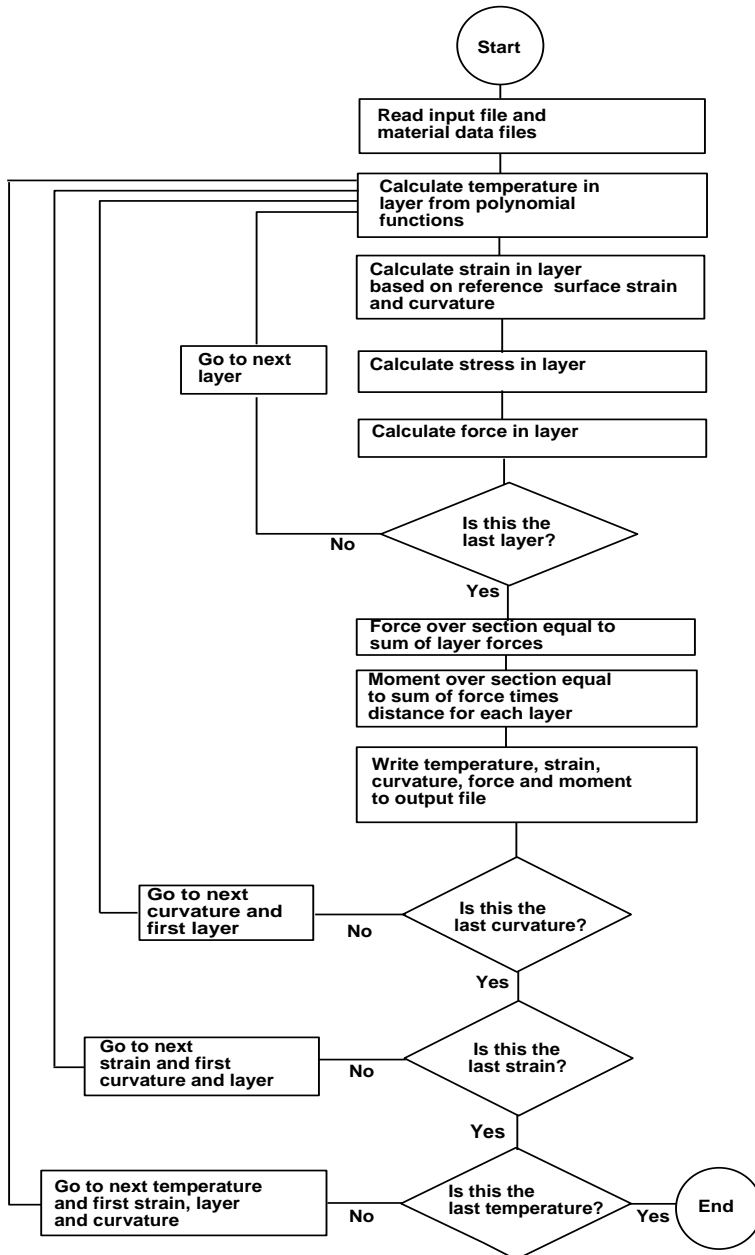 Start
Read input file and
material data files
Calculate temperature in
layer from polynomial
functions
Calculate strain in layer
based on reference surface strain
and curvature
Go to next
layer
Calculate stress in layer
Calculate force in layer
Is this the
last layer?
No
Yes
Force over section equal to
sum of layer forces
Moment over section equal
to sum of force times
distance for each layer
Write temperature, strain,
curvature, force and moment
to output file
Go to next
curvature and
first layer
No
Is this the
last curvature?
Yes
Go to next
strain and first
curvature and layer
No
Is this the
last strain?
Yes
Go to next temperature
and first strain, layer
and curvature
No
Is this the
last temperature?
Yes
End